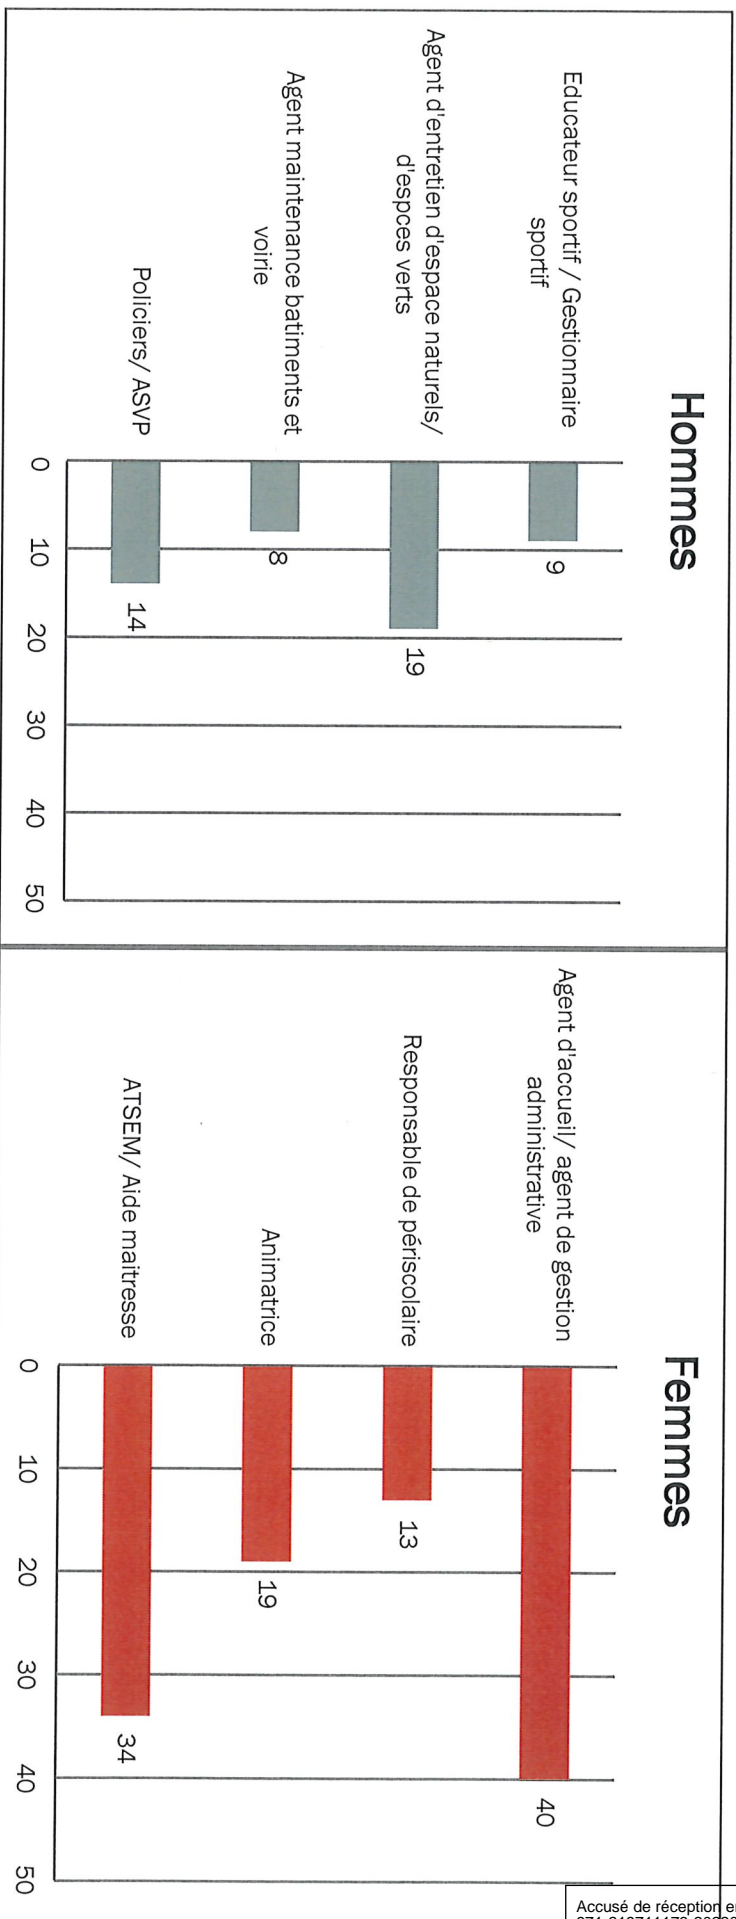 Hommes
Educateur sportif / Gestionnaire
sportif
9
Agent d'entretien d'espace naturels/
d'espces verts
19
Agent maintenance batiments et
voirie
8
Policiers/ ASVP
14
0 10 20 30 40 50
Femmes
Agent d'accueil/ agent de gestion
administrative
40
Responsable de périscolaire
13
Animatrice
19
ATSEM/ Aide maitresse
34
0 10 20 30 40 50
Accusé de réception en